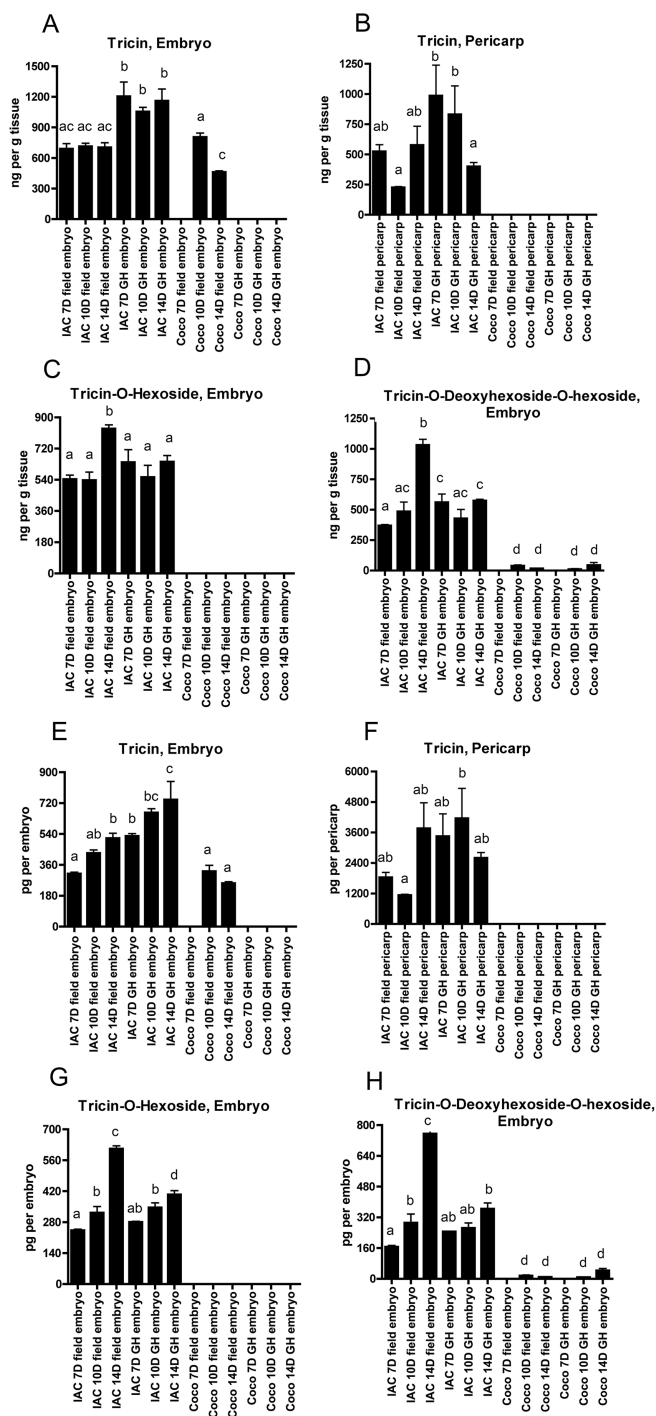 A
Tricin, Embryo
ng per g tissue
1500
1200
900
600
300
0
ac ac ac b b b a c
IAC 7D field embryo
IAC 10D field embryo
IAC 14D field embryo
IAC 7D GH embryo
IAC 10D GH embryo
IAC 14D GH embryo
Coco 7D field embryo
Coco 10D field embryo
Coco 14D field embryo
Coco 7D GH embryo
Coco 10D GH embryo
Coco 14D GH embryo
B
Tricin, Pericarp
ng per g tissue
1250
1000
750
500
250
0
ab a ab b b a
IAC 7D field pericarp
IAC 10D field pericarp
IAC 14D field pericarp
IAC 7D GH pericarp
IAC 10D GH pericarp
IAC 14D GH pericarp
Coco 7D field pericarp
Coco 10D field pericarp
Coco 14D field pericarp
Coco 7D GH pericarp
Coco 10D GH pericarp
Coco 14D GH pericarp
C
Tricin-O-Hexoside, Embryo
ng per g tissue
900
720
540
360
180
0
a a b a a a
IAC 7D field embryo
IAC 10D field embryo
IAC 14D field embryo
IAC 7D GH embryo
IAC 10D GH embryo
IAC 14D GH embryo
Coco 7D field embryo
Coco 10D field embryo
Coco 14D field embryo
Coco 7D GH embryo
Coco 10D GH embryo
Coco 14D GH embryo
D
Tricin-O-Deoxyhexoside-O-hexoside,
Embryo
ng per g tissue
1250
1000
750
500
250
0
a ac b c ac c d d d d
IAC 7D field embryo
IAC 10D field embryo
IAC 14D field embryo
IAC 7D GH embryo
IAC 10D GH embryo
IAC 14D GH embryo
Coco 7D field embryo
Coco 10D field embryo
Coco 14D field embryo
Coco 7D GH embryo
Coco 10D GH embryo
Coco 14D GH embryo
E
Tricin, Embryo
pg per embryo
900
720
540
360
180
0
a ab b b bc c a a
IAC 7D field embryo
IAC 10D field embryo
IAC 14D field embryo
IAC 7D GH embryo
IAC 10D GH embryo
IAC 14D GH embryo
Coco 7D field embryo
Coco 10D field embryo
Coco 14D field embryo
Coco 7D GH embryo
Coco 10D GH embryo
Coco 14D GH embryo
F
Tricin, Pericarp
pg per pericarp
6000
4800
3600
2400
1200
0
ab a ab ab b ab
IAC 7D field pericarp
IAC 10D field pericarp
IAC 14D field pericarp
IAC 7D GH pericarp
IAC 10D GH pericarp
IAC 14D GH pericarp
Coco 7D field pericarp
Coco 10D field pericarp
Coco 14D field pericarp
Coco 7D GH pericarp
Coco 10D GH pericarp
Coco 14D GH pericarp
G
Tricin-O-Hexoside, Embryo
pg per embryo
700
560
420
280
140
0
a b c ab b d
IAC 7D field embryo
IAC 10D field embryo
IAC 14D field embryo
IAC 7D GH embryo
IAC 10D GH embryo
IAC 14D GH embryo
Coco 7D field embryo
Coco 10D field embryo
Coco 14D field embryo
Coco 7D GH embryo
Coco 10D GH embryo
Coco 14D GH embryo
H
Tricin-O-Deoxyhexoside-O-hexoside,
Embryo
pg per embryo
800
640
480
320
160
0
a b c ab ab b d d d d
IAC 7D field embryo
IAC 10D field embryo
IAC 14D field embryo
IAC 7D GH embryo
IAC 10D GH embryo
IAC 14D GH embryo
Coco 7D field embryo
Coco 10D field embryo
Coco 14D field embryo
Coco 7D GH embryo
Coco 10D GH embryo
Coco 14D GH embryo